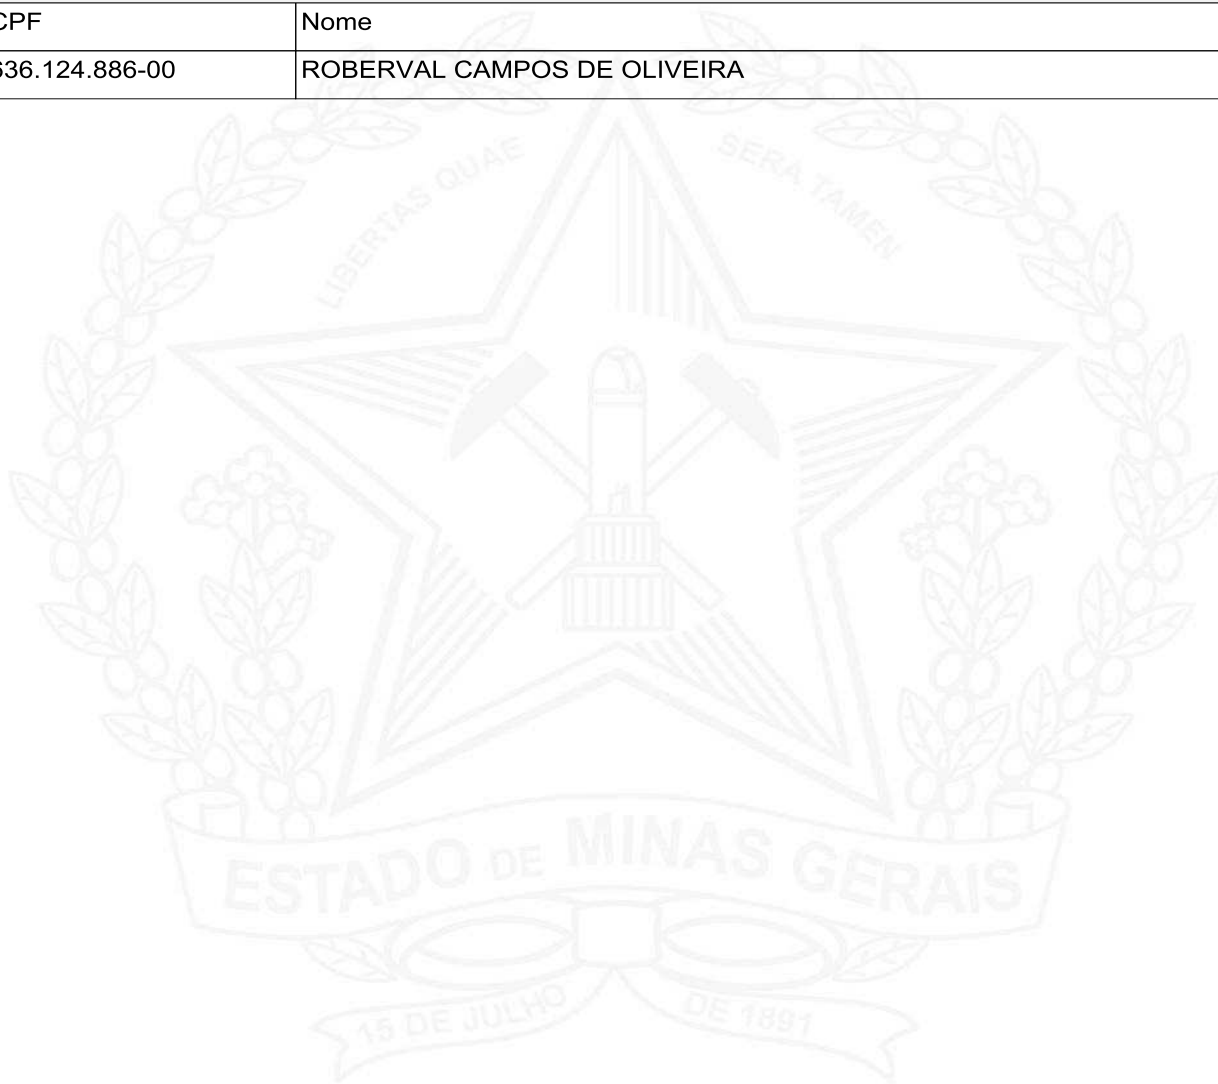 CPF Nome
636.124.886-00 ROBERVAL CAMPOS DE OLIVEIRA
LIBERTAS QUAE SERA TAMEN
ESTADO DE MINAS GERAIS
15 DE JULHO DE 1891